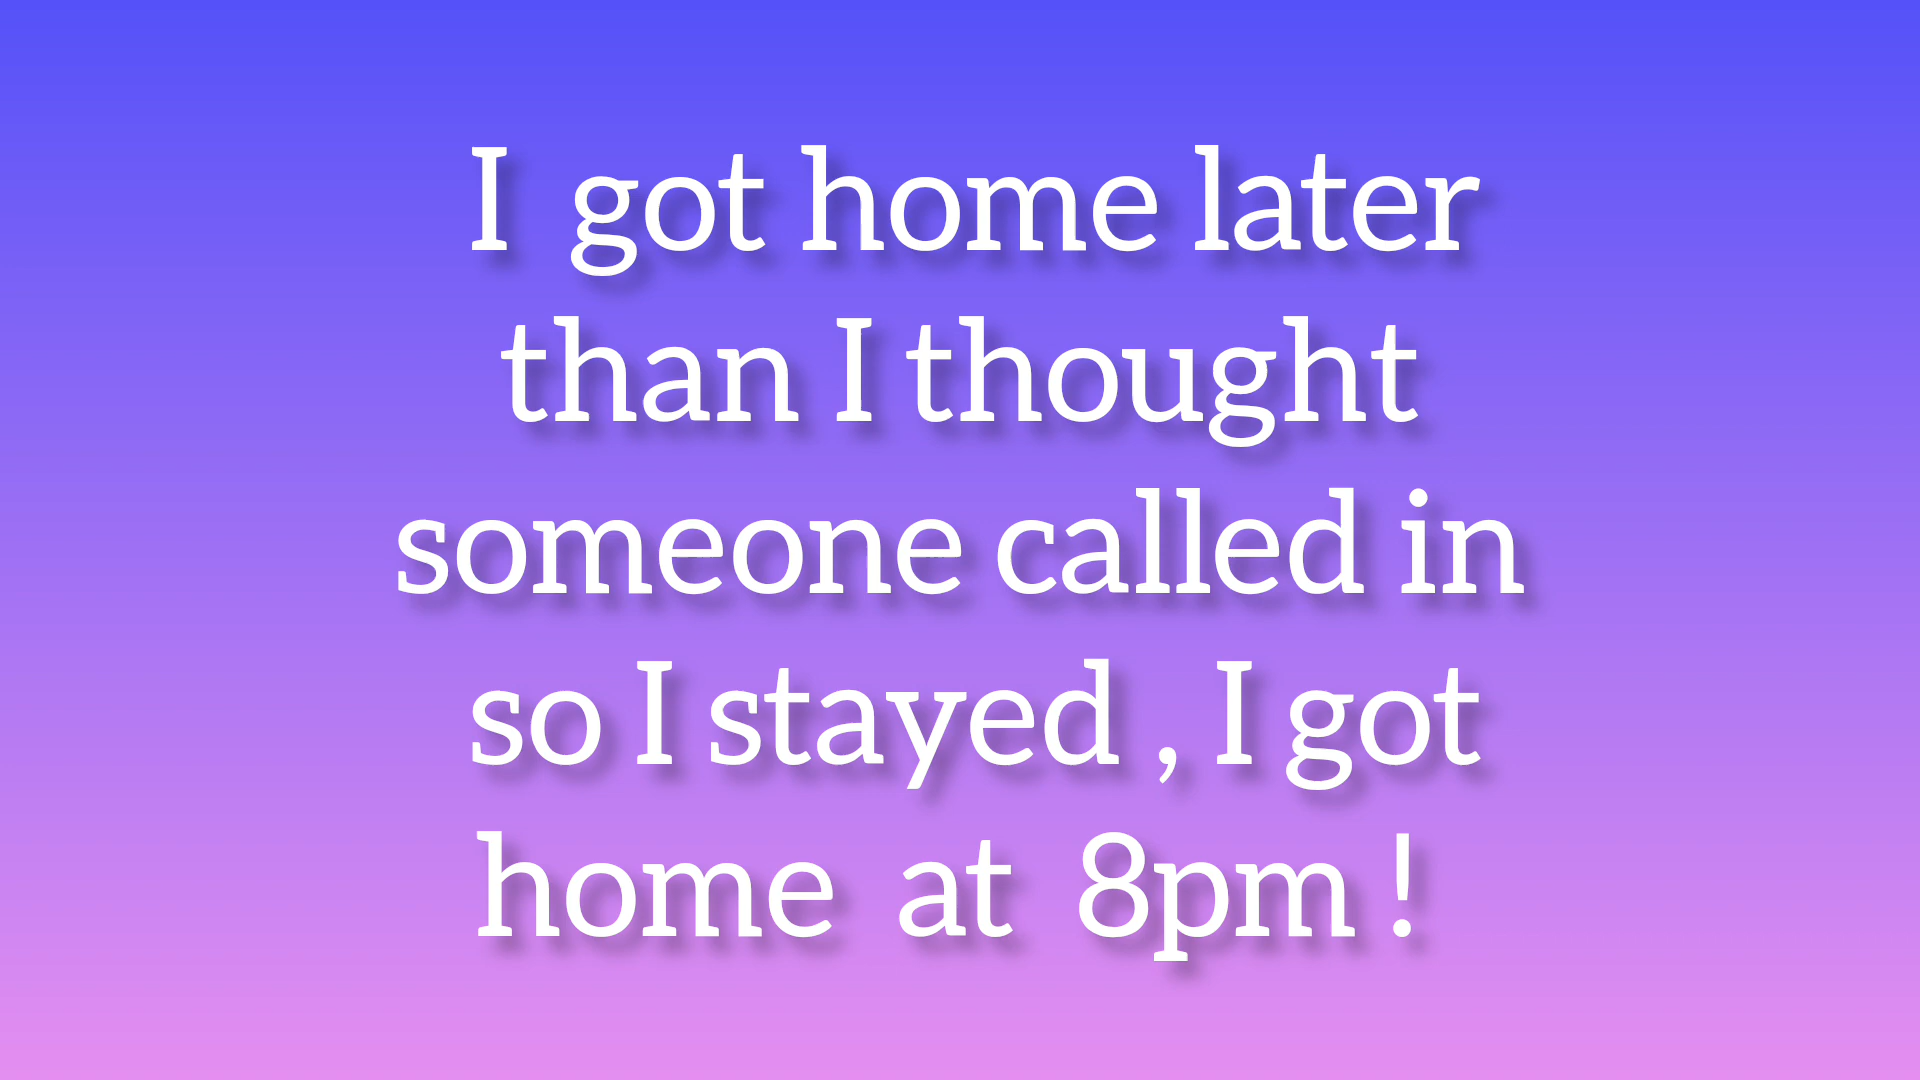 I got home later
than I thought
someone called in
so I stayed , I got
home at 8pm !